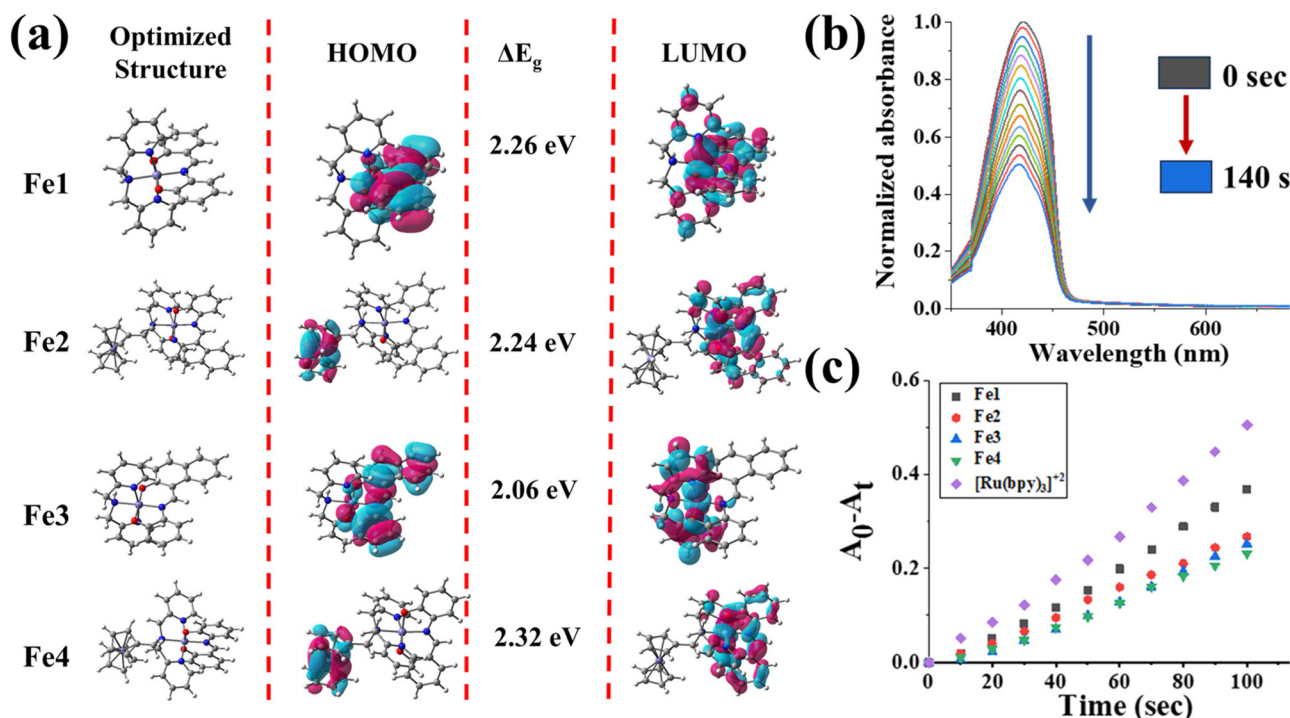 (a)
Optimized
Structure
HOMO
ΔEg
LUMO
Fe1
2.26 eV
Fe2
2.24 eV
Fe3
2.06 eV
Fe4
2.32 eV
(b)
Normalized absorbance
1.0
0.8
0.6
0.4
0.2
0.0
400
500
600
Wavelength (nm)
0 sec
140 s
(c)
A0-At
0.6
0.4
0.2
0.0
0
20
40
60
80
100
Time (sec)
Fe1
Fe2
Fe3
Fe4
[Ru(bpy)3]+2